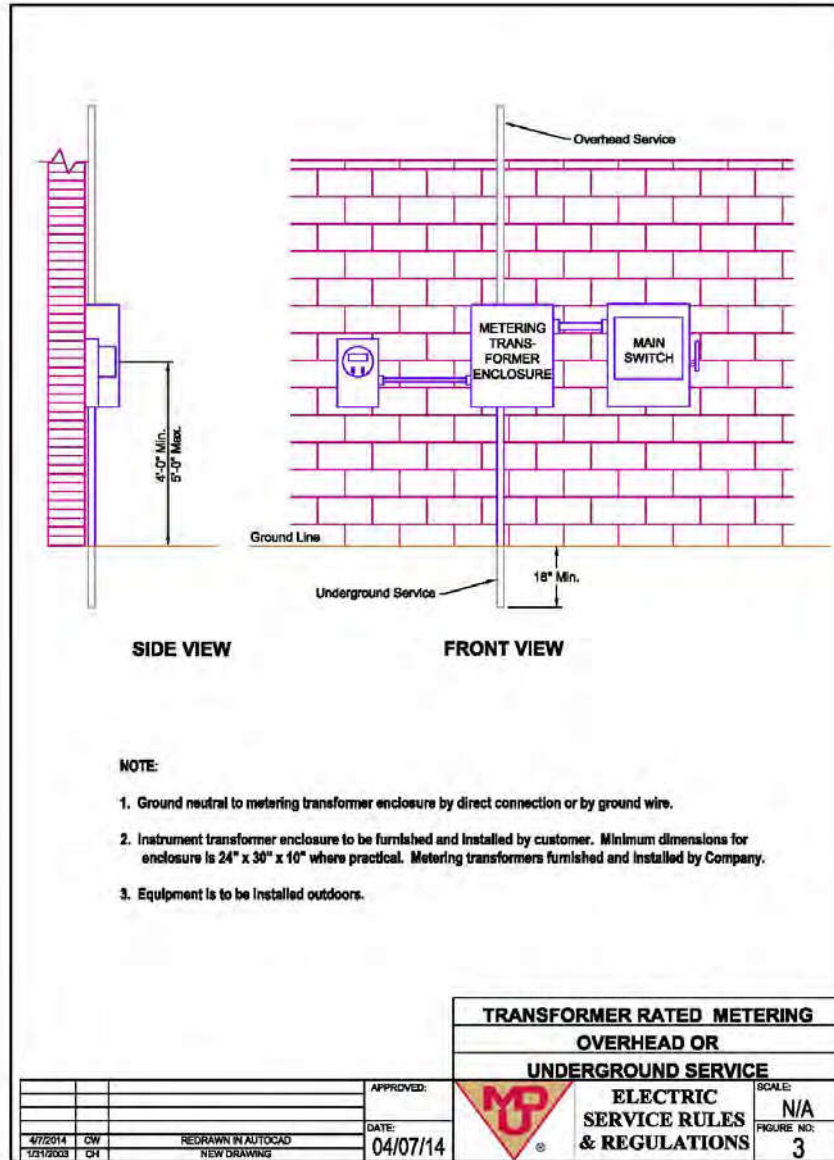 Overhead Service
METERING
TRANS-
FORMER
ENCLOSURE
MAIN
SWITCH
4'-0" Min.
5'-0" Max.
Ground Line
18" Min.
Underground Service
SIDE VIEW
FRONT VIEW
NOTE:
1. Ground neutral to metering transformer enclosure by direct connection or by ground wire.
2. Instrument transformer enclosure to be furnished and installed by customer. Minimum dimensions for
enclosure is 24" x 30" x 10" where practical. Metering transformers furnished and installed by Company.
3. Equipment is to be installed outdoors.
TRANSFORMER RATED METERING
OVERHEAD OR
UNDERGROUND SERVICE
APPROVED:
DATE:
04/07/14
4/7/2014 CW REDRAWN IN AUTOCAD
1/31/2003 CH NEW DRAWING
MDU ®
ELECTRIC
SERVICE RULES
& REGULATIONS
SCALE:
N/A
FIGURE NO:
3